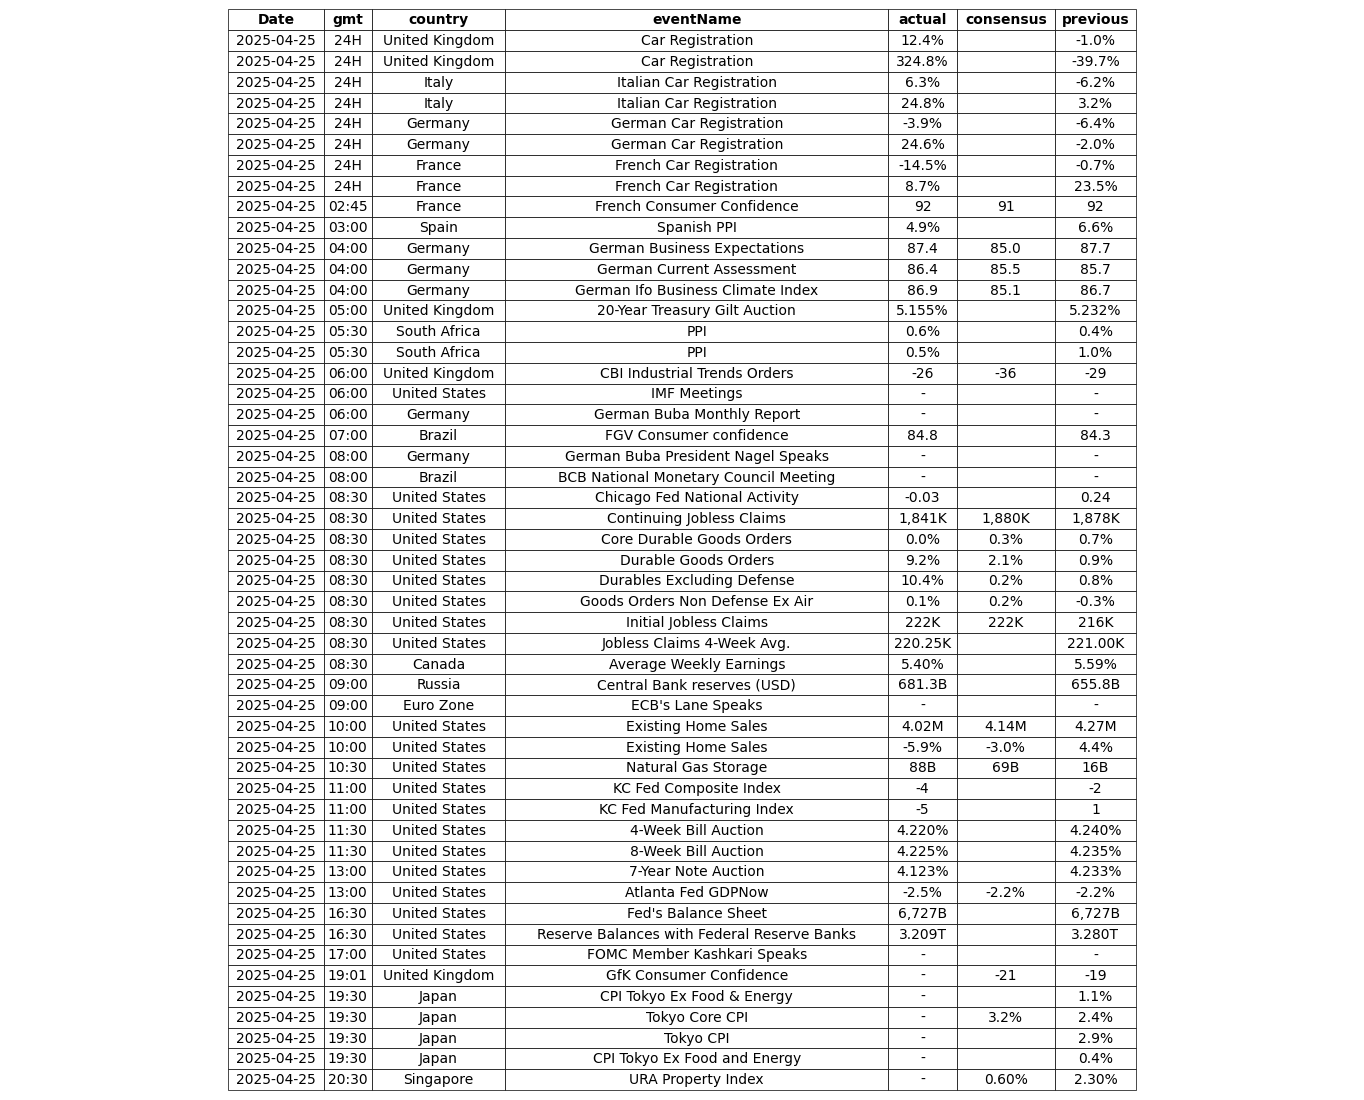 Date gmt country eventName actual consensus previous
2025-04-25 24H United Kingdom Car Registration 12.4% -1.0%
2025-04-25 24H United Kingdom Car Registration 324.8% -39.7%
2025-04-25 24H Italy Italian Car Registration 6.3% -6.2%
2025-04-25 24H Italy Italian Car Registration 24.8% 3.2%
2025-04-25 24H Germany German Car Registration -3.9% -6.4%
2025-04-25 24H Germany German Car Registration 24.6% -2.0%
2025-04-25 24H France French Car Registration -14.5% -0.7%
2025-04-25 24H France French Car Registration 8.7% 23.5%
2025-04-25 02:45 France French Consumer Confidence 92 91 92
2025-04-25 03:00 Spain Spanish PPI 4.9% 6.6%
2025-04-25 04:00 Germany German Business Expectations 87.4 85.0 87.7
2025-04-25 04:00 Germany German Current Assessment 86.4 85.5 85.7
2025-04-25 04:00 Germany German Ifo Business Climate Index 86.9 85.1 86.7
2025-04-25 05:00 United Kingdom 20-Year Treasury Gilt Auction 5.155% 5.232%
2025-04-25 05:30 South Africa PPI 0.6% 0.4%
2025-04-25 05:30 South Africa PPI 0.5% 1.0%
2025-04-25 06:00 United Kingdom CBI Industrial Trends Orders -26 -36 -29
2025-04-25 06:00 United States IMF Meetings - -
2025-04-25 06:00 Germany German Buba Monthly Report - -
2025-04-25 07:00 Brazil FGV Consumer confidence 84.8 84.3
2025-04-25 08:00 Germany German Buba President Nagel Speaks - -
2025-04-25 08:00 Brazil BCB National Monetary Council Meeting - -
2025-04-25 08:30 United States Chicago Fed National Activity -0.03 0.24
2025-04-25 08:30 United States Continuing Jobless Claims 1,841K 1,880K 1,878K
2025-04-25 08:30 United States Core Durable Goods Orders 0.0% 0.3% 0.7%
2025-04-25 08:30 United States Durable Goods Orders 9.2% 2.1% 0.9%
2025-04-25 08:30 United States Durables Excluding Defense 10.4% 0.2% 0.8%
2025-04-25 08:30 United States Goods Orders Non Defense Ex Air 0.1% 0.2% -0.3%
2025-04-25 08:30 United States Initial Jobless Claims 222K 222K 216K
2025-04-25 08:30 United States Jobless Claims 4-Week Avg. 220.25K 221.00K
2025-04-25 08:30 Canada Average Weekly Earnings 5.40% 5.59%
2025-04-25 09:00 Russia Central Bank reserves (USD) 681.3B 655.8B
2025-04-25 09:00 Euro Zone ECB's Lane Speaks - -
2025-04-25 10:00 United States Existing Home Sales 4.02M 4.14M 4.27M
2025-04-25 10:00 United States Existing Home Sales -5.9% -3.0% 4.4%
2025-04-25 10:30 United States Natural Gas Storage 88B 69B 16B
2025-04-25 11:00 United States KC Fed Composite Index -4 -2
2025-04-25 11:00 United States KC Fed Manufacturing Index -5 1
2025-04-25 11:30 United States 4-Week Bill Auction 4.220% 4.240%
2025-04-25 11:30 United States 8-Week Bill Auction 4.225% 4.235%
2025-04-25 13:00 United States 7-Year Note Auction 4.123% 4.233%
2025-04-25 13:00 United States Atlanta Fed GDPNow -2.5% -2.2% -2.2%
2025-04-25 16:30 United States Fed's Balance Sheet 6,727B 6,727B
2025-04-25 16:30 United States Reserve Balances with Federal Reserve Banks 3.209T 3.280T
2025-04-25 17:00 United States FOMC Member Kashkari Speaks - -
2025-04-25 19:01 United Kingdom GfK Consumer Confidence - -21 -19
2025-04-25 19:30 Japan CPI Tokyo Ex Food & Energy - 1.1%
2025-04-25 19:30 Japan Tokyo Core CPI - 3.2% 2.4%
2025-04-25 19:30 Japan Tokyo CPI - 2.9%
2025-04-25 19:30 Japan CPI Tokyo Ex Food and Energy - 0.4%
2025-04-25 20:30 Singapore URA Property Index - 0.60% 2.30%